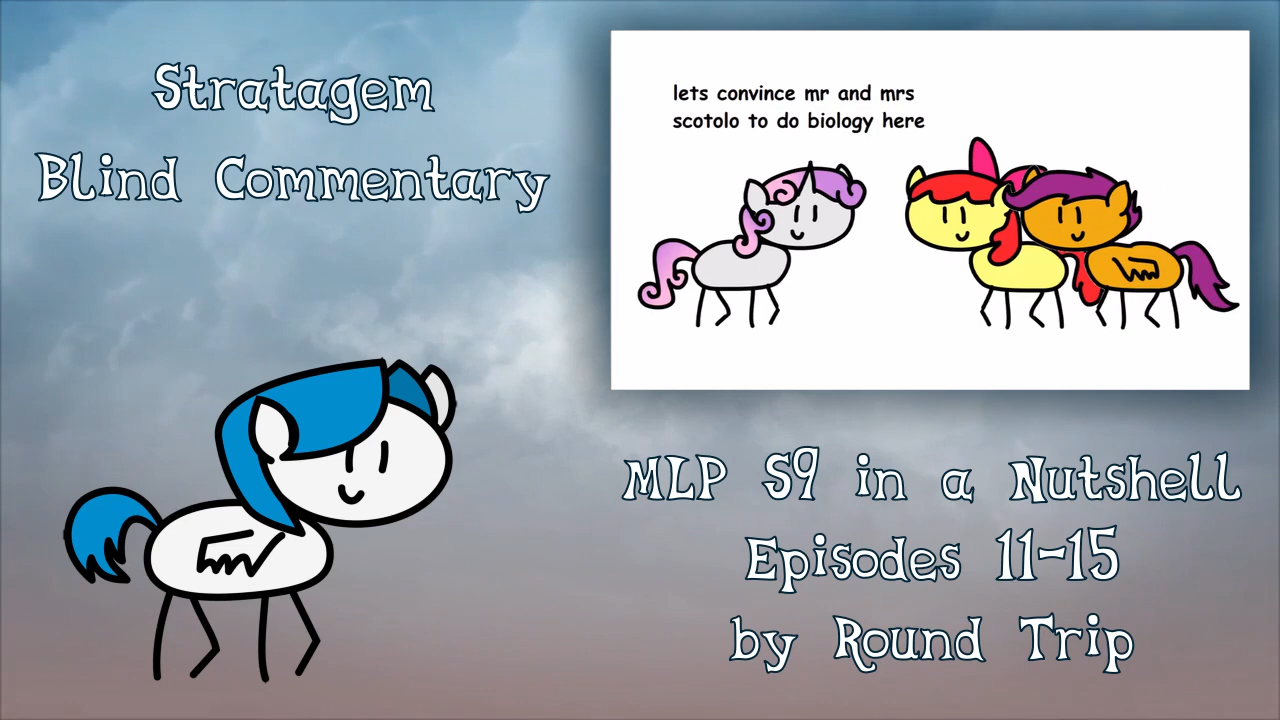 Stratagem
Blind Commentary
lets convince mr and mrs
scotolo to do biology here
MLP S9 in a Nutshell
Episodes 11-15
by Round Trip